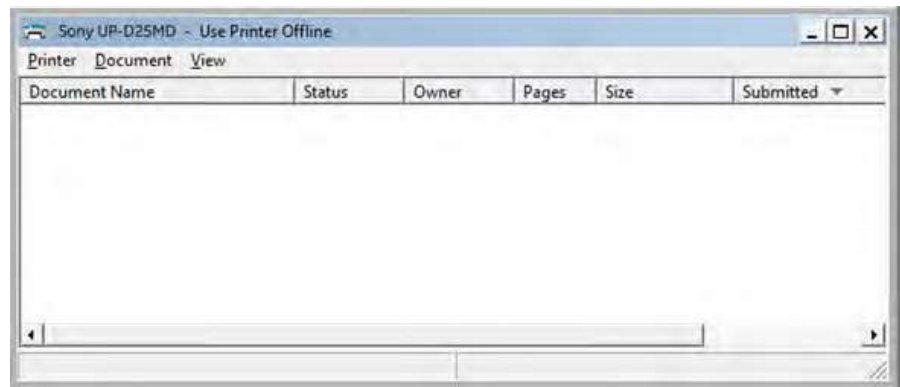 Sony UP-D25MD - Use Printer Offline
Printer Document View
Document Name Status Owner Pages Size Submitted